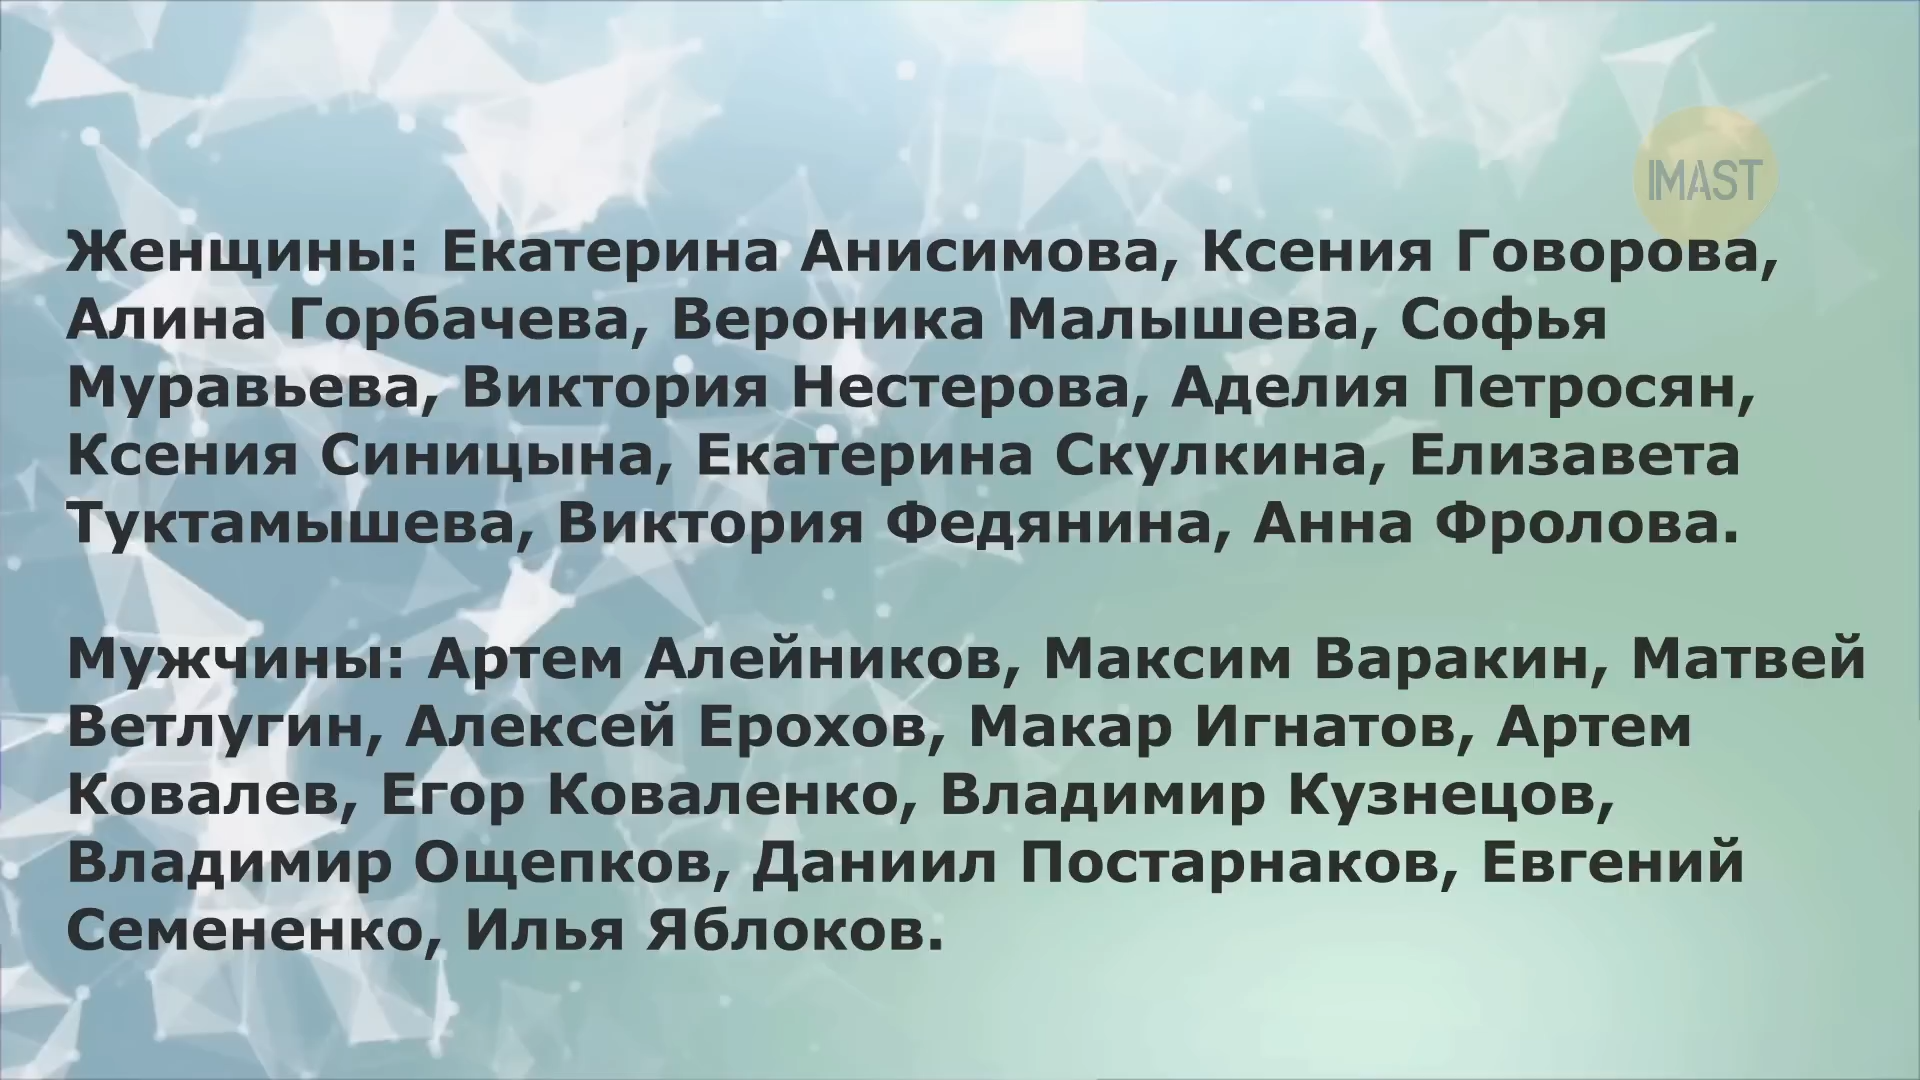 IMAST
Женщины: Екатерина Анисимова, Ксения Говорова,
Алина Горбачева, Вероника Малышева, Софья
Муравьева, Виктория Нестерова, Аделия Петросян,
Ксения Синицына, Екатерина Скулкина, Елизавета
Туктамышева, Виктория Федянина, Анна Фролова.
Мужчины: Артем Алейников, Максим Варакин, Матвей
Ветлугин, Алексей Ерохов, Макар Игнатов, Артем
Ковалев, Егор Коваленко, Владимир Кузнецов,
Владимир Ощепков, Даниил Постарнаков, Евгений
Семененко, Илья Яблоков.